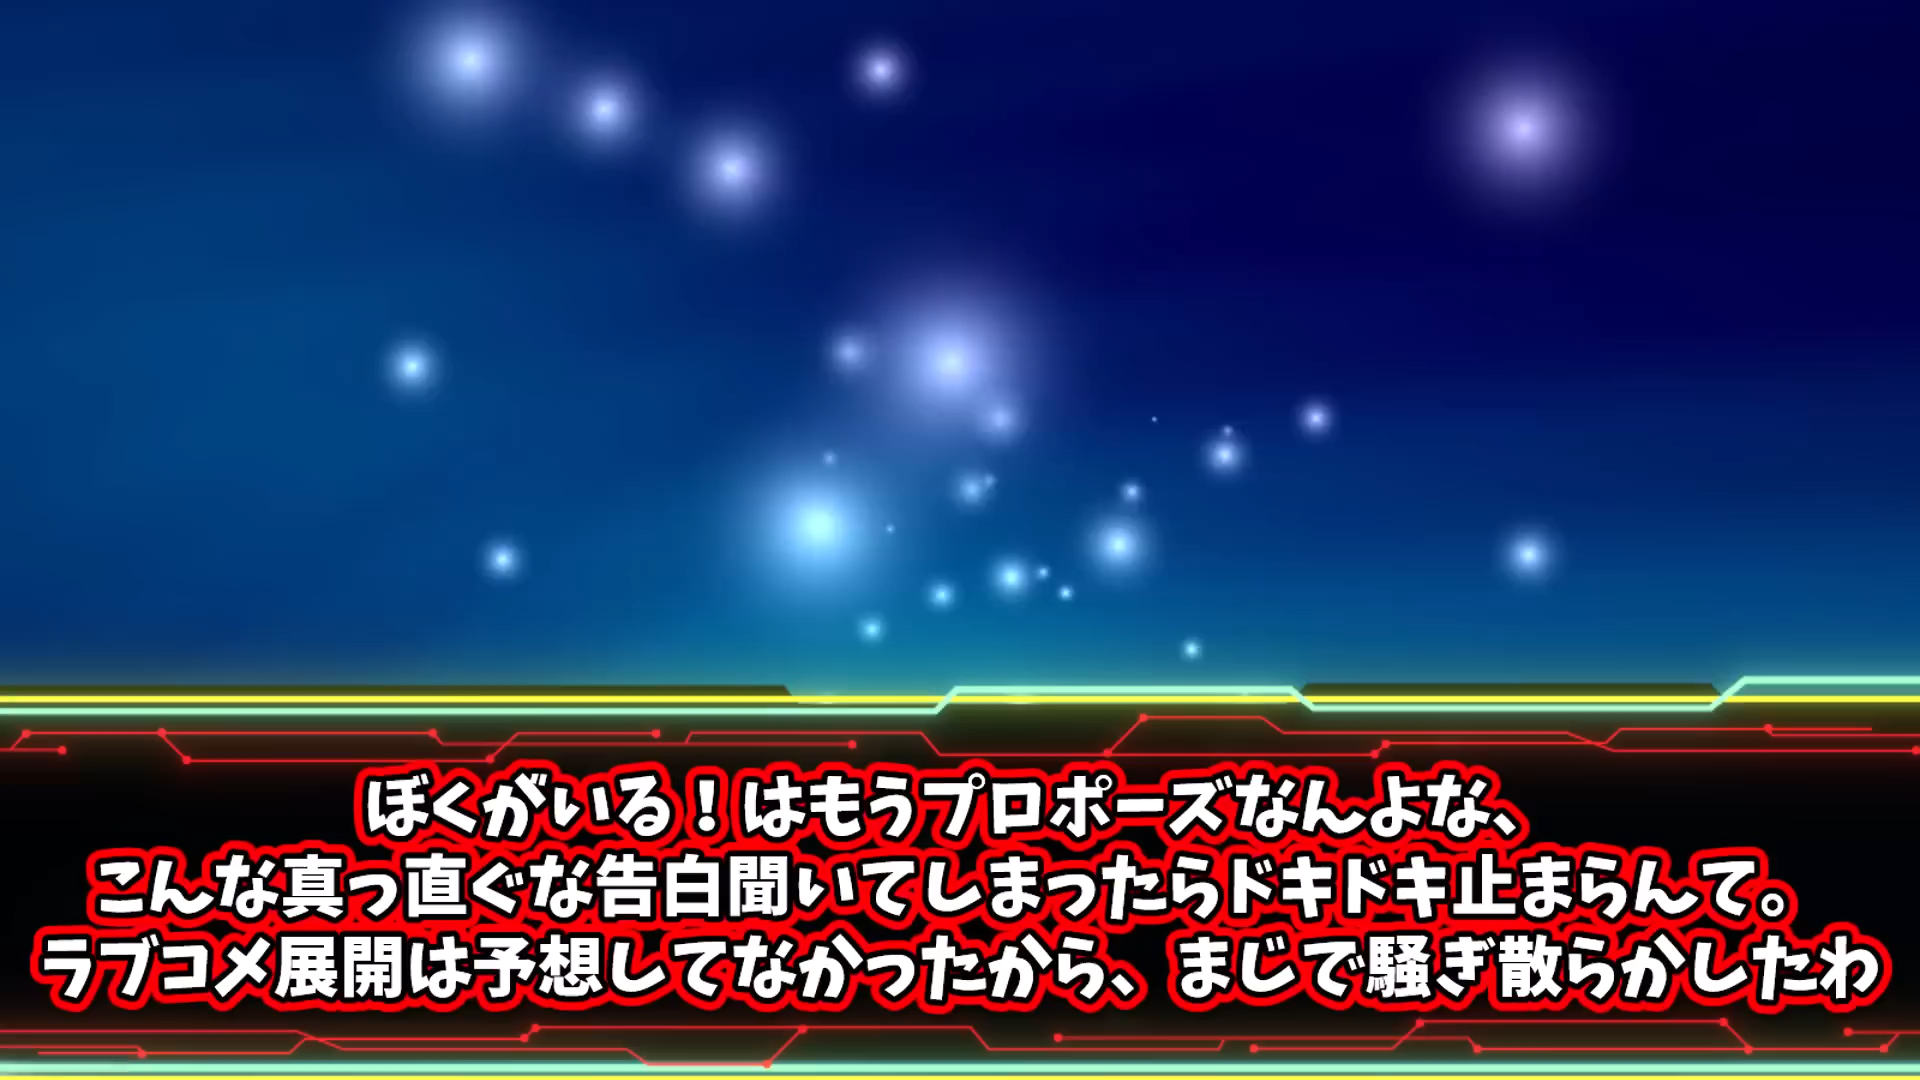 ぼくがいる！はもうプロポーズなんよな、
こんな真っ直ぐな告白聞いてしまったらドキドキ止まらんて。
ラブコメ展開は予想してなかったから、まじで騒ぎ散らかしたわ